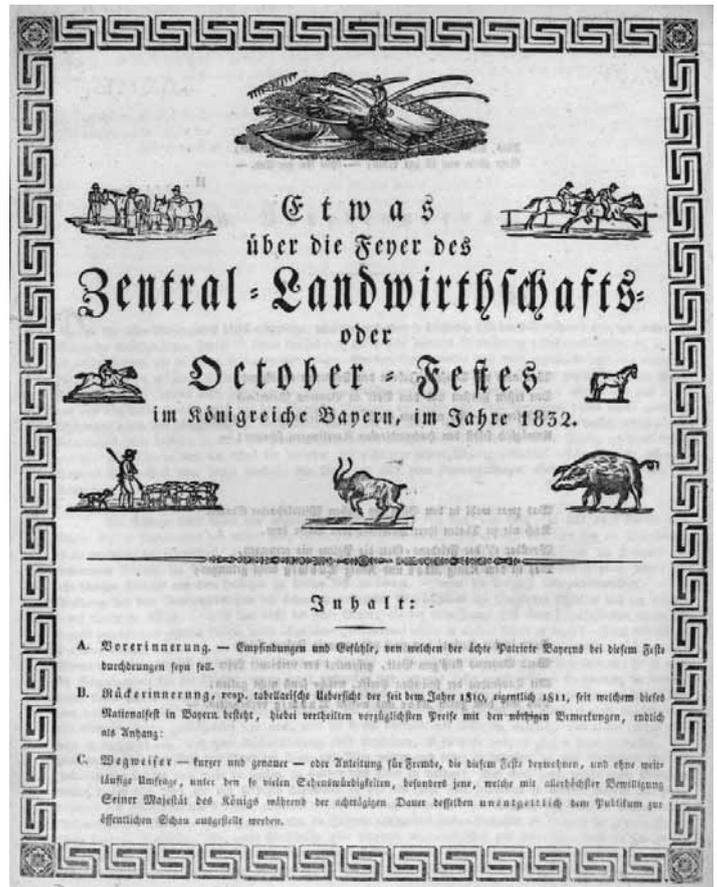 Etwas
über die Feyer des
Zentral-Landwirthschafts-
oder
October-Festes
im Königreiche Bayern, im Jahre 1832.
Inhalt:
A. Vorerinnerung. — Empfindungen und Gefühle, von welchen der ächte Patriote Bayerns bei diesem Feste
durchdrungen seyn soll.
B. Rückerinnerung, resp. tabellarische Uebersicht der seit dem Jahre 1810, eigentlich 1811, seit welchem dieses
Nationalfest in Bayern besteht, hiebei vertheilten vorzüglichsten Preise mit den nöthigen Bemerkungen, endlich
als Anhang:
C. Wegweiser — kurzer und genauer — oder Anleitung für Fremde, die diesem Feste beywohnen, und ohne weit-
läufige Umfrage, unter den so vielen Sehenswürdigkeiten, besonders jene, welche mit allerhöchster Bewilligung
Seiner Majestät des Königs während der achttägigen Dauer desselben unentgeltlich dem Publikum zur
öffentlichen Schau ausgestellt werden.